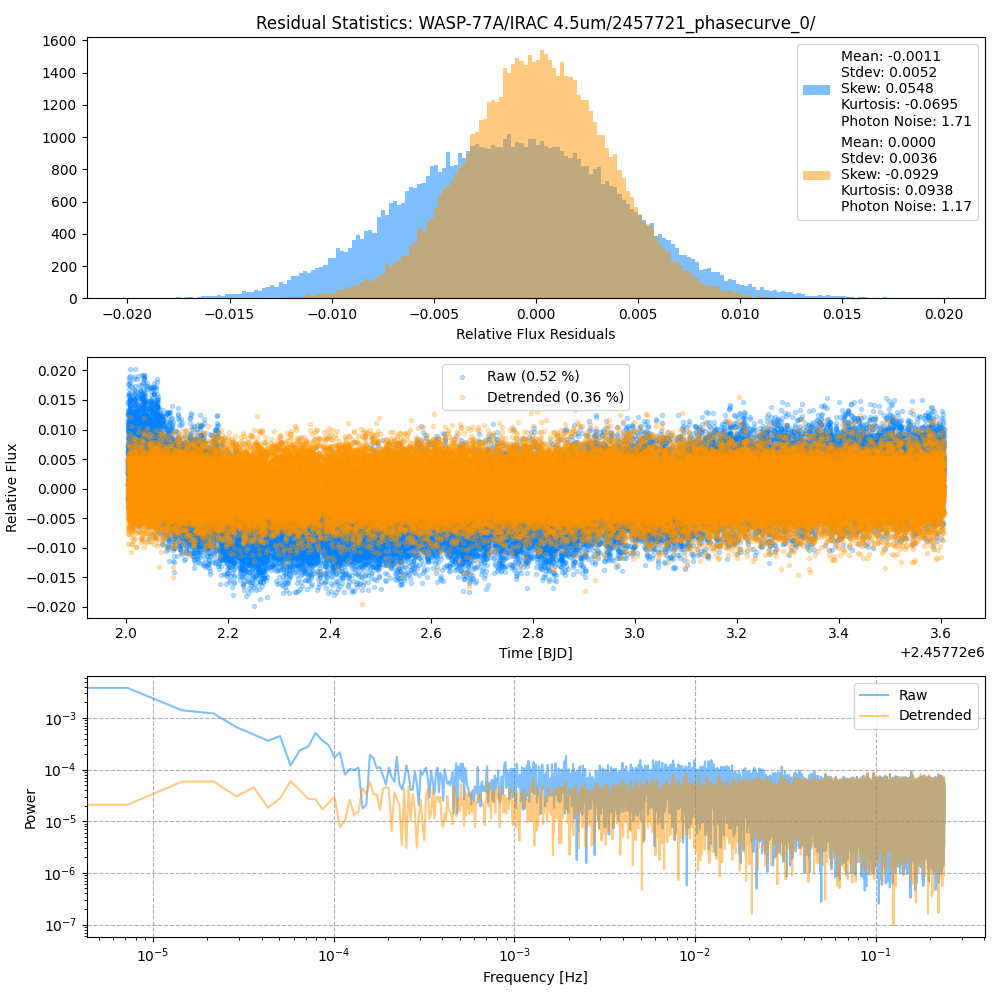 Residual Statistics: WASP-77A/IRAC 4.5um/2457721_phasecurve_0/
1600
1400
1200
1000
800
600
400
200
0
Mean: -0.0011
Stdev: 0.0052
Skew: 0.0548
Kurtosis: -0.0695
Photon Noise: 1.71
Mean: 0.0000
Stdev: 0.0036
Skew: -0.0929
Kurtosis: 0.0938
Photon Noise: 1.17
−0.020 −0.015 −0.010 −0.005 0.000 0.005 0.010 0.015 0.020
Relative Flux Residuals
Relative Flux
0.020
0.015
0.010
0.005
0.000
−0.005
−0.010
−0.015
−0.020
Raw (0.52 %)
Detrended (0.36 %)
2.0 2.2 2.4 2.6 2.8 3.0 3.2 3.4 3.6
Time [BJD]
+2.45772e6
Power
10⁻³
10⁻⁴
10⁻⁵
10⁻⁶
10⁻⁷
Raw
Detrended
10⁻⁵ 10⁻⁴ 10⁻³ 10⁻² 10⁻¹
Frequency [Hz]